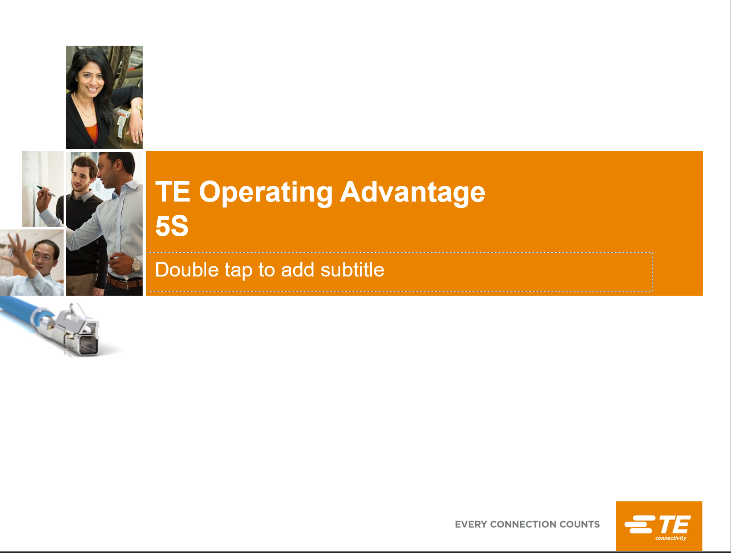 TE Operating Advantage
5S
Double tap to add subtitle
EVERY CONNECTION COUNTS
TE
connectivity